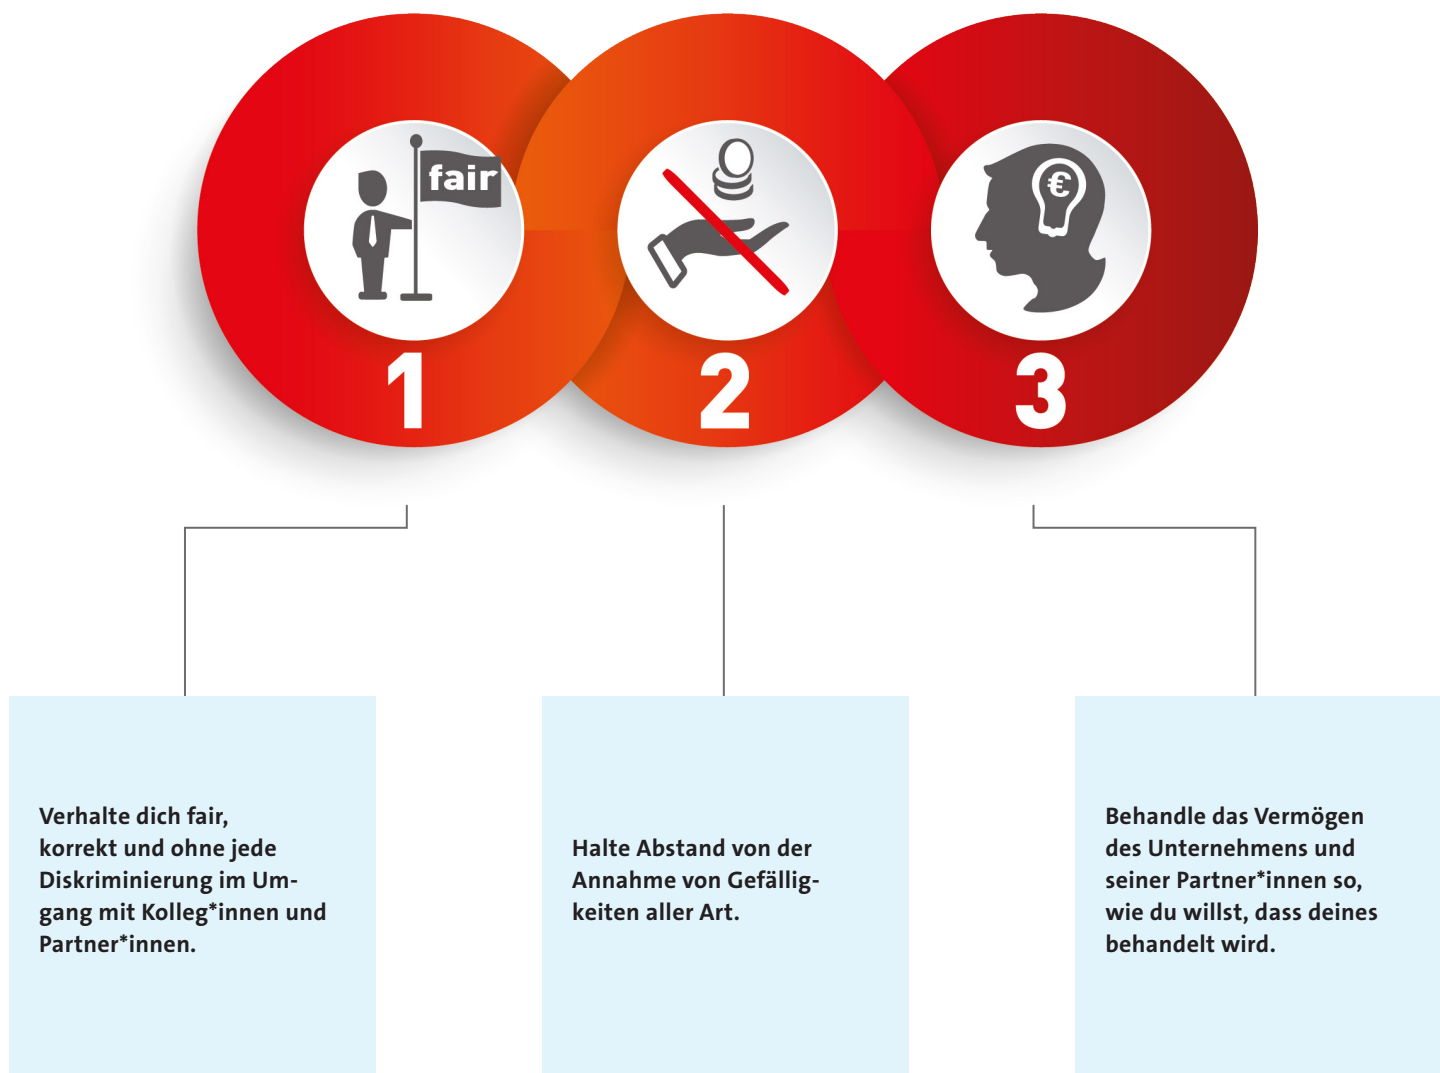 fair
€
1
2
3
Verhalte dich fair,
korrekt und ohne jede
Diskriminierung im Um-
gang mit Kolleg*innen und
Partner*innen.
Halte Abstand von der
Annahme von Gefällig-
keiten aller Art.
Behandle das Vermögen
des Unternehmens und
seiner Partner*innen so,
wie du willst, dass deines
behandelt wird.